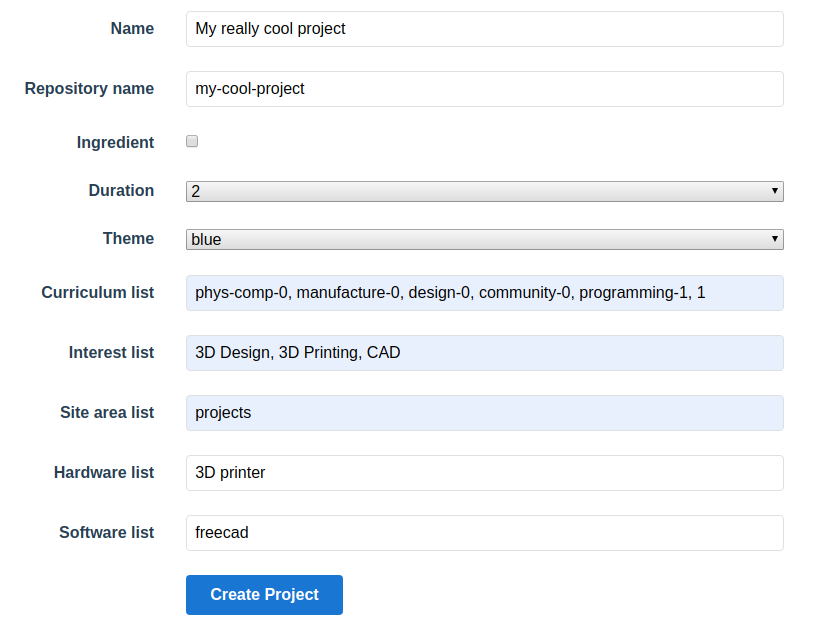 Name My really cool project
Repository name my-cool-project
Ingredient
Duration 2
Theme blue
Curriculum list phys-comp-0, manufacture-0, design-0, community-0, programming-1, 1
Interest list 3D Design, 3D Printing, CAD
Site area list projects
Hardware list 3D printer
Software list freecad
Create Project